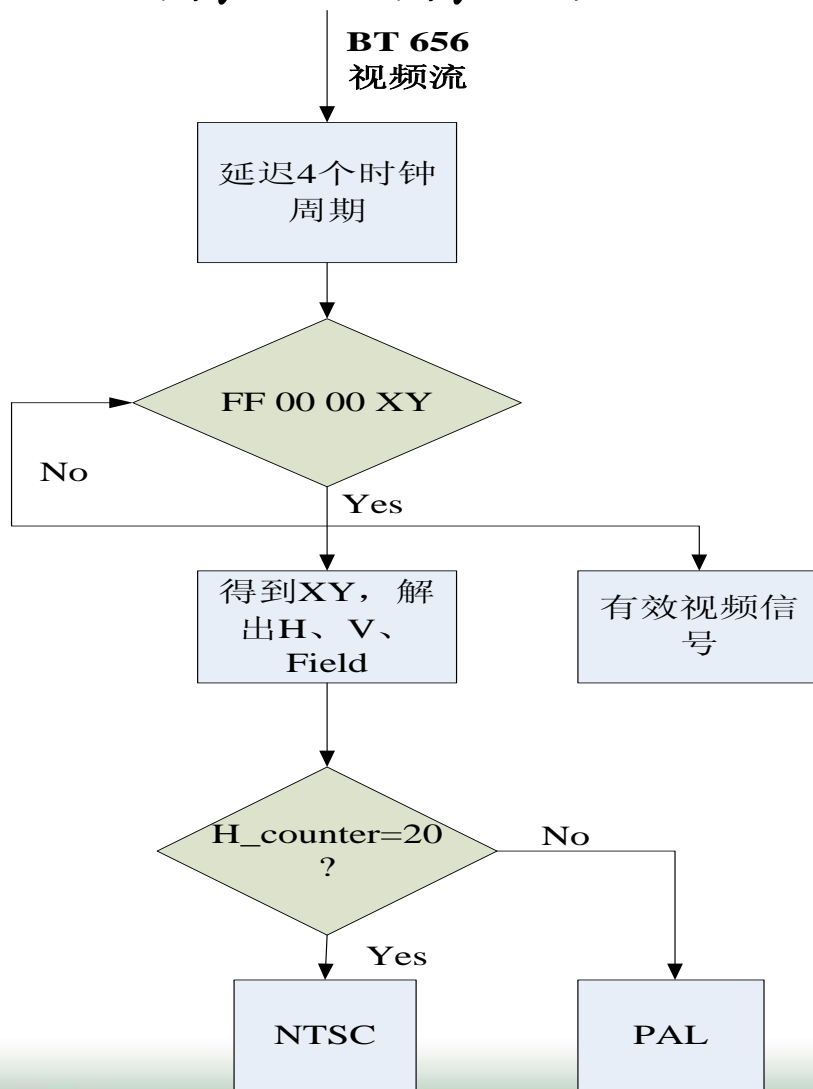 BT 656
视频流
延迟4个时钟
周期
FF 00 00 XY
No
Yes
得到XY，解
出H、V、
Field
有效视频信
号
H_counter=20
?
No
Yes
NTSC
PAL